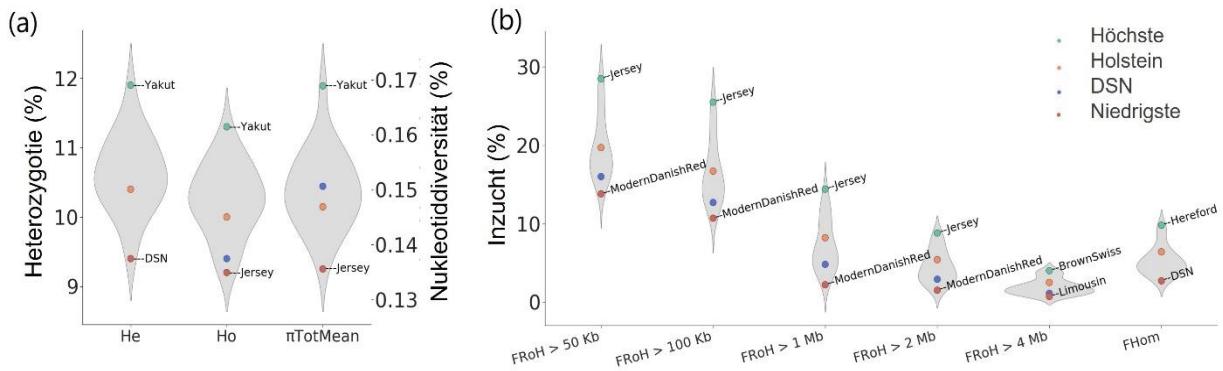 (a)
Heterozygotie (%)
12
11
10
9
Yakut
DSN
Yakut
Jersey
Yakut
Jersey
He
Ho
πTotMean
0.17
0.16
0.15
0.14
0.13
Nukleotiddiversität (%)
(b)
Inzucht (%)
30
20
10
0
Jersey
ModernDanishRed
Jersey
ModernDanishRed
Jersey
ModernDanishRed
Jersey
ModernDanishRed
BrownSwiss
Limousin
Hereford
DSN
FRoH > 50 Kb
FRoH > 100 Kb
FRoH > 1 Mb
FRoH > 2 Mb
FRoH > 4 Mb
FHom
Höchste
Holstein
DSN
Niedrigste